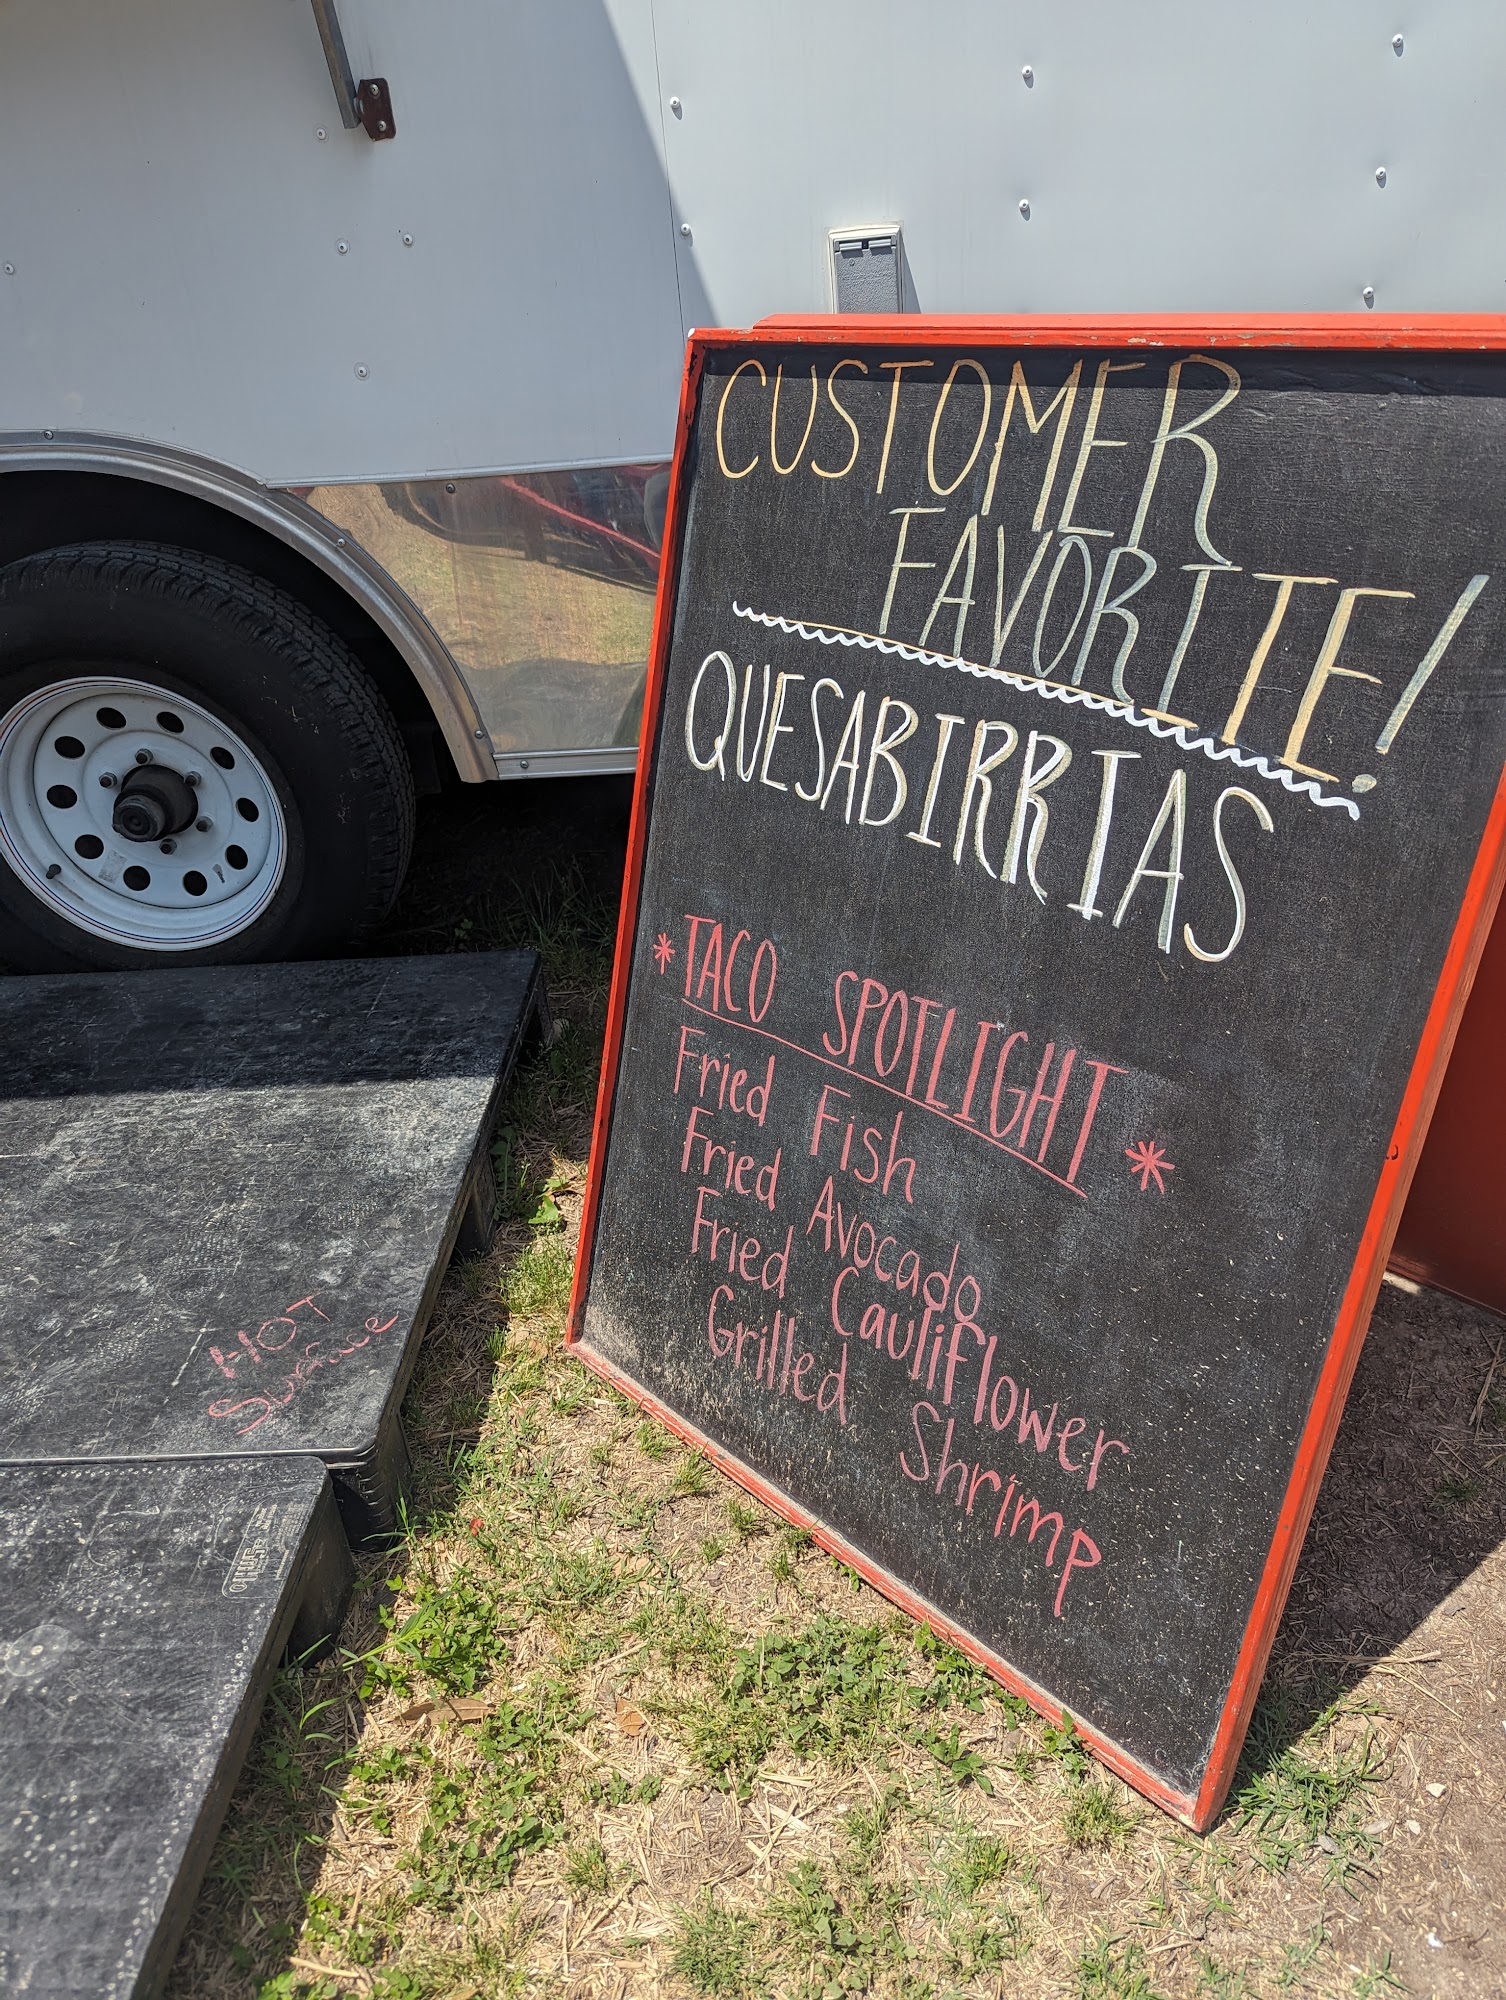 CUSTOMER
FAVORITE!
QUESABIRRIAS
*TACO SPOTLIGHT*
Fried Fish
Fried Avocado
Fried Cauliflower
Grilled Shrimp
HOT
Surface